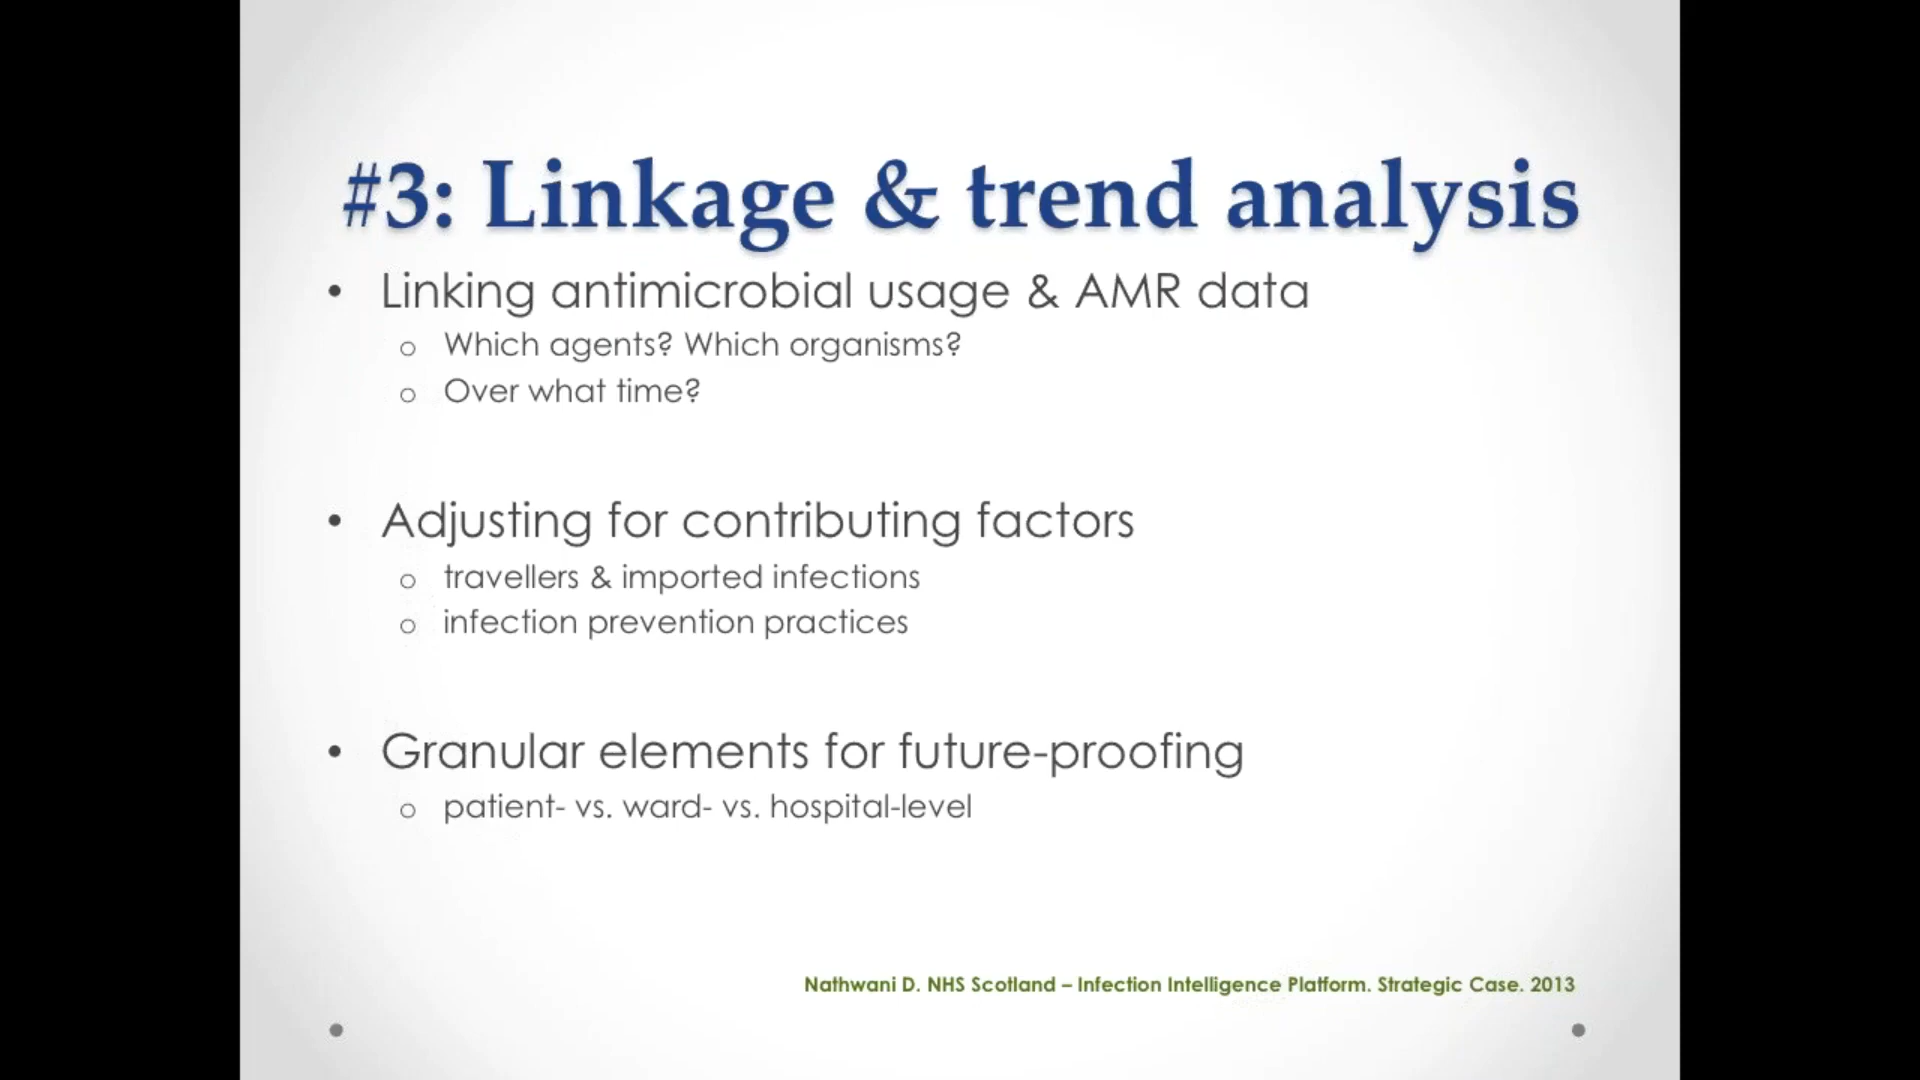 #3: Linkage & trend analysis
• Linking antimicrobial usage & AMR data
o Which agents? Which organisms?
o Over what time?
• Adjusting for contributing factors
o travellers & imported infections
o infection prevention practices
• Granular elements for future-proofing
o patient- vs. ward- vs. hospital-level
Nathwani D. NHS Scotland – Infection Intelligence Platform. Strategic Case. 2013